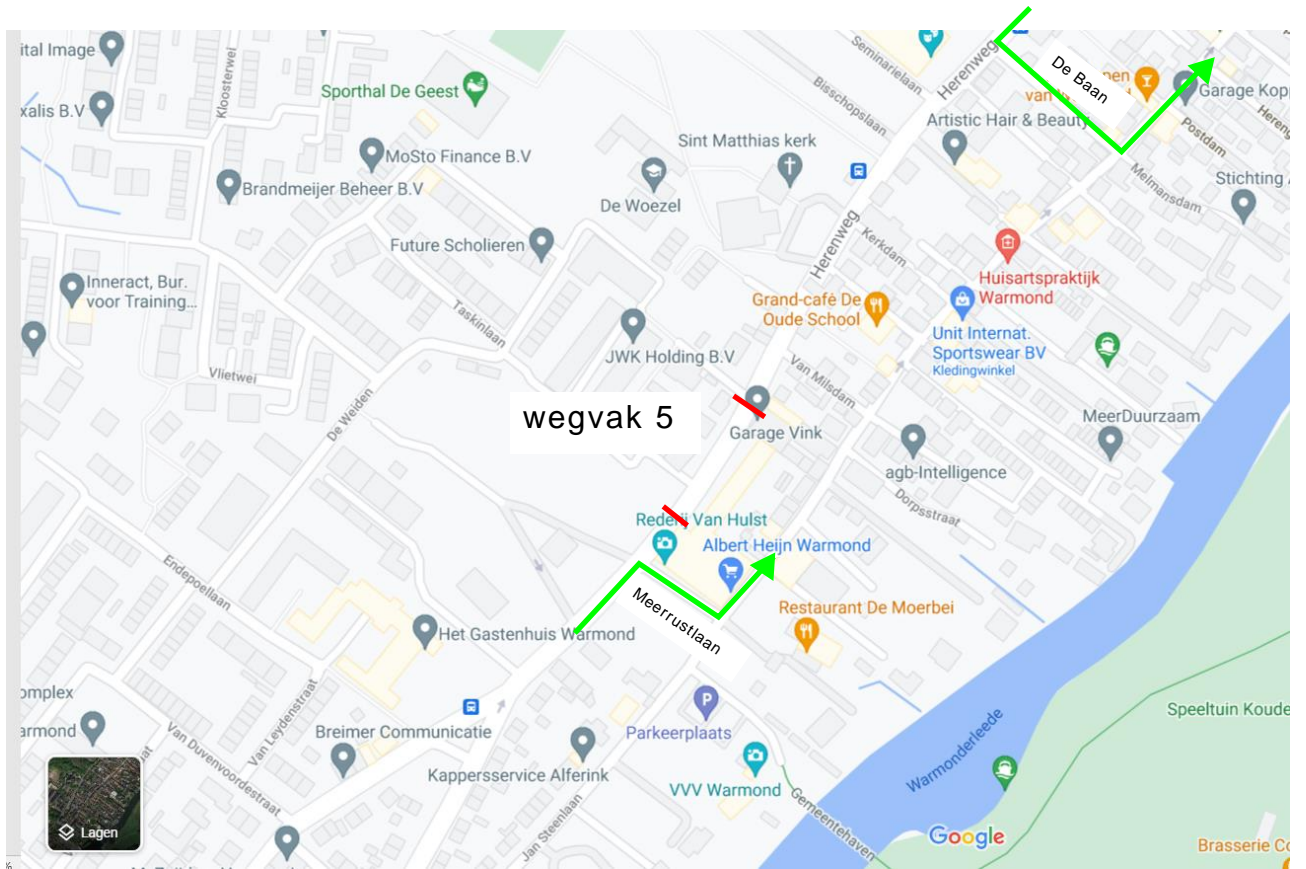 ital Image
Kloosterwei
Sporthal De Geest
Seminarielaan
Herenweg
De Baan
pen
van
Garage Kopp
Hereng
xalis B.V
Bisschopslaan
Artistic Hair & Beauty
Postdam
MoSto Finance B.V
Sint Matthias kerk
Melmansdam
Stichting
Brandmeijer Beheer B.V
De Woezel
Herenweg
Kerkdam
Future Scholieren
Huisartspraktijk
Warmond
Inneract, Bur.
voor Training...
Grand-café De
Oude School
Taskinlaan
Unit Internat.
Sportswear BV
Kledingwinkel
JWK Holding B.V
Van Milsdam
Vlietwei
De Weiden
wegvak 5
Garage Vink
MeerDuurzaam
agb-Intelligence
Dorpsstraat
Rederij Van Hulst
Albert Heijn Warmond
Endepoellaan
Meerrustlaan
Restaurant De Moerbei
Het Gastenhuis Warmond
omplex
armond
Van Leydenstraat
Van Duvenvoordestraat
Breimer Communicatie
P
Parkeerplaats
Speeltuin Koude
Warmonderleede
Kappersservice Alferink
VVV Warmond
Jan Steenlaan
Gemeentehaven
Lagen
Google
Brasserie Co